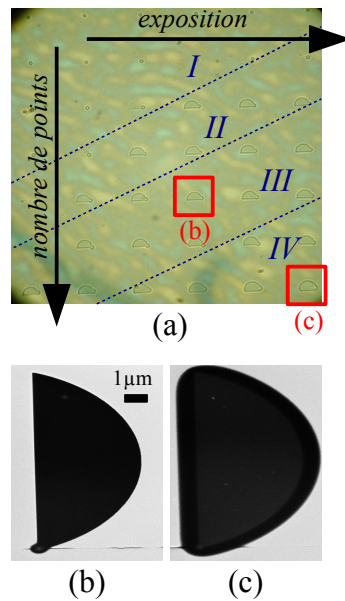 exposition
nombre de points
I
II
III
IV
(b)
(a)
(c)
1µm
(b)
(c)